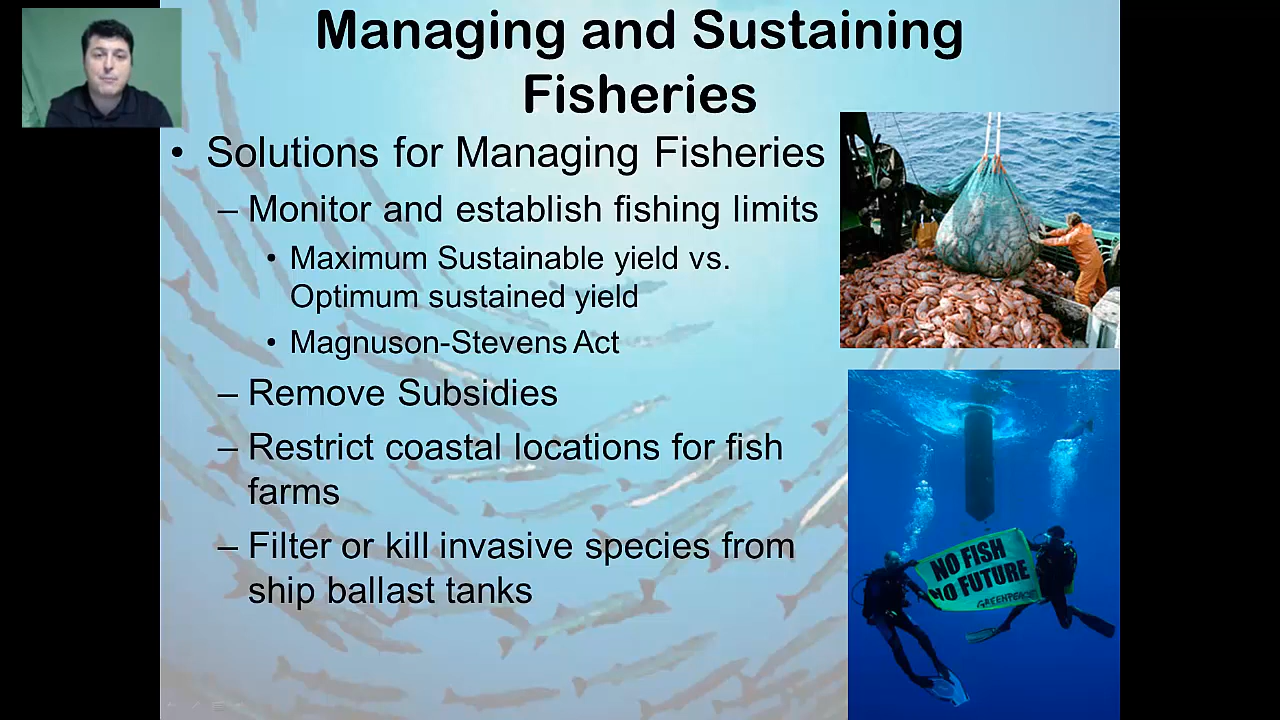 Managing and Sustaining
Fisheries
• Solutions for Managing Fisheries
– Monitor and establish fishing limits
• Maximum Sustainable yield vs.
Optimum sustained yield
• Magnuson-Stevens Act
– Remove Subsidies
– Restrict coastal locations for fish
farms
– Filter or kill invasive species from
ship ballast tanks
NO FISH
NO FUTURE
GREENPEACE